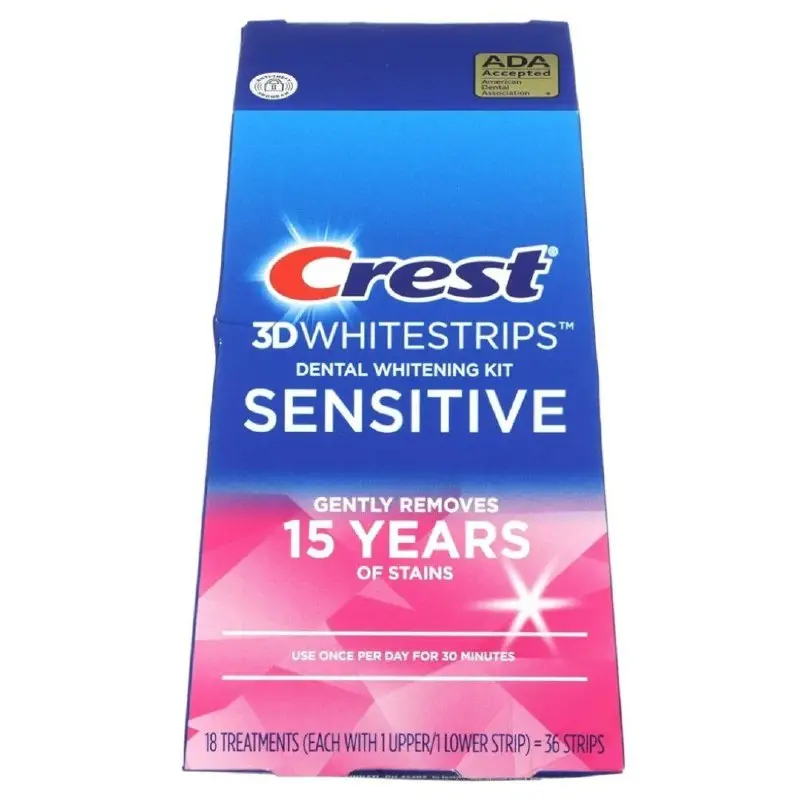 ADA
Accepted
American
Dental
Association
Crest®
3DWHITESTRIPS™
DENTAL WHITENING KIT
SENSITIVE
GENTLY REMOVES
15 YEARS
OF STAINS
USE ONCE PER DAY FOR 30 MINUTES
18 TREATMENTS (EACH WITH 1 UPPER/1 LOWER STRIP) = 36 STRIPS